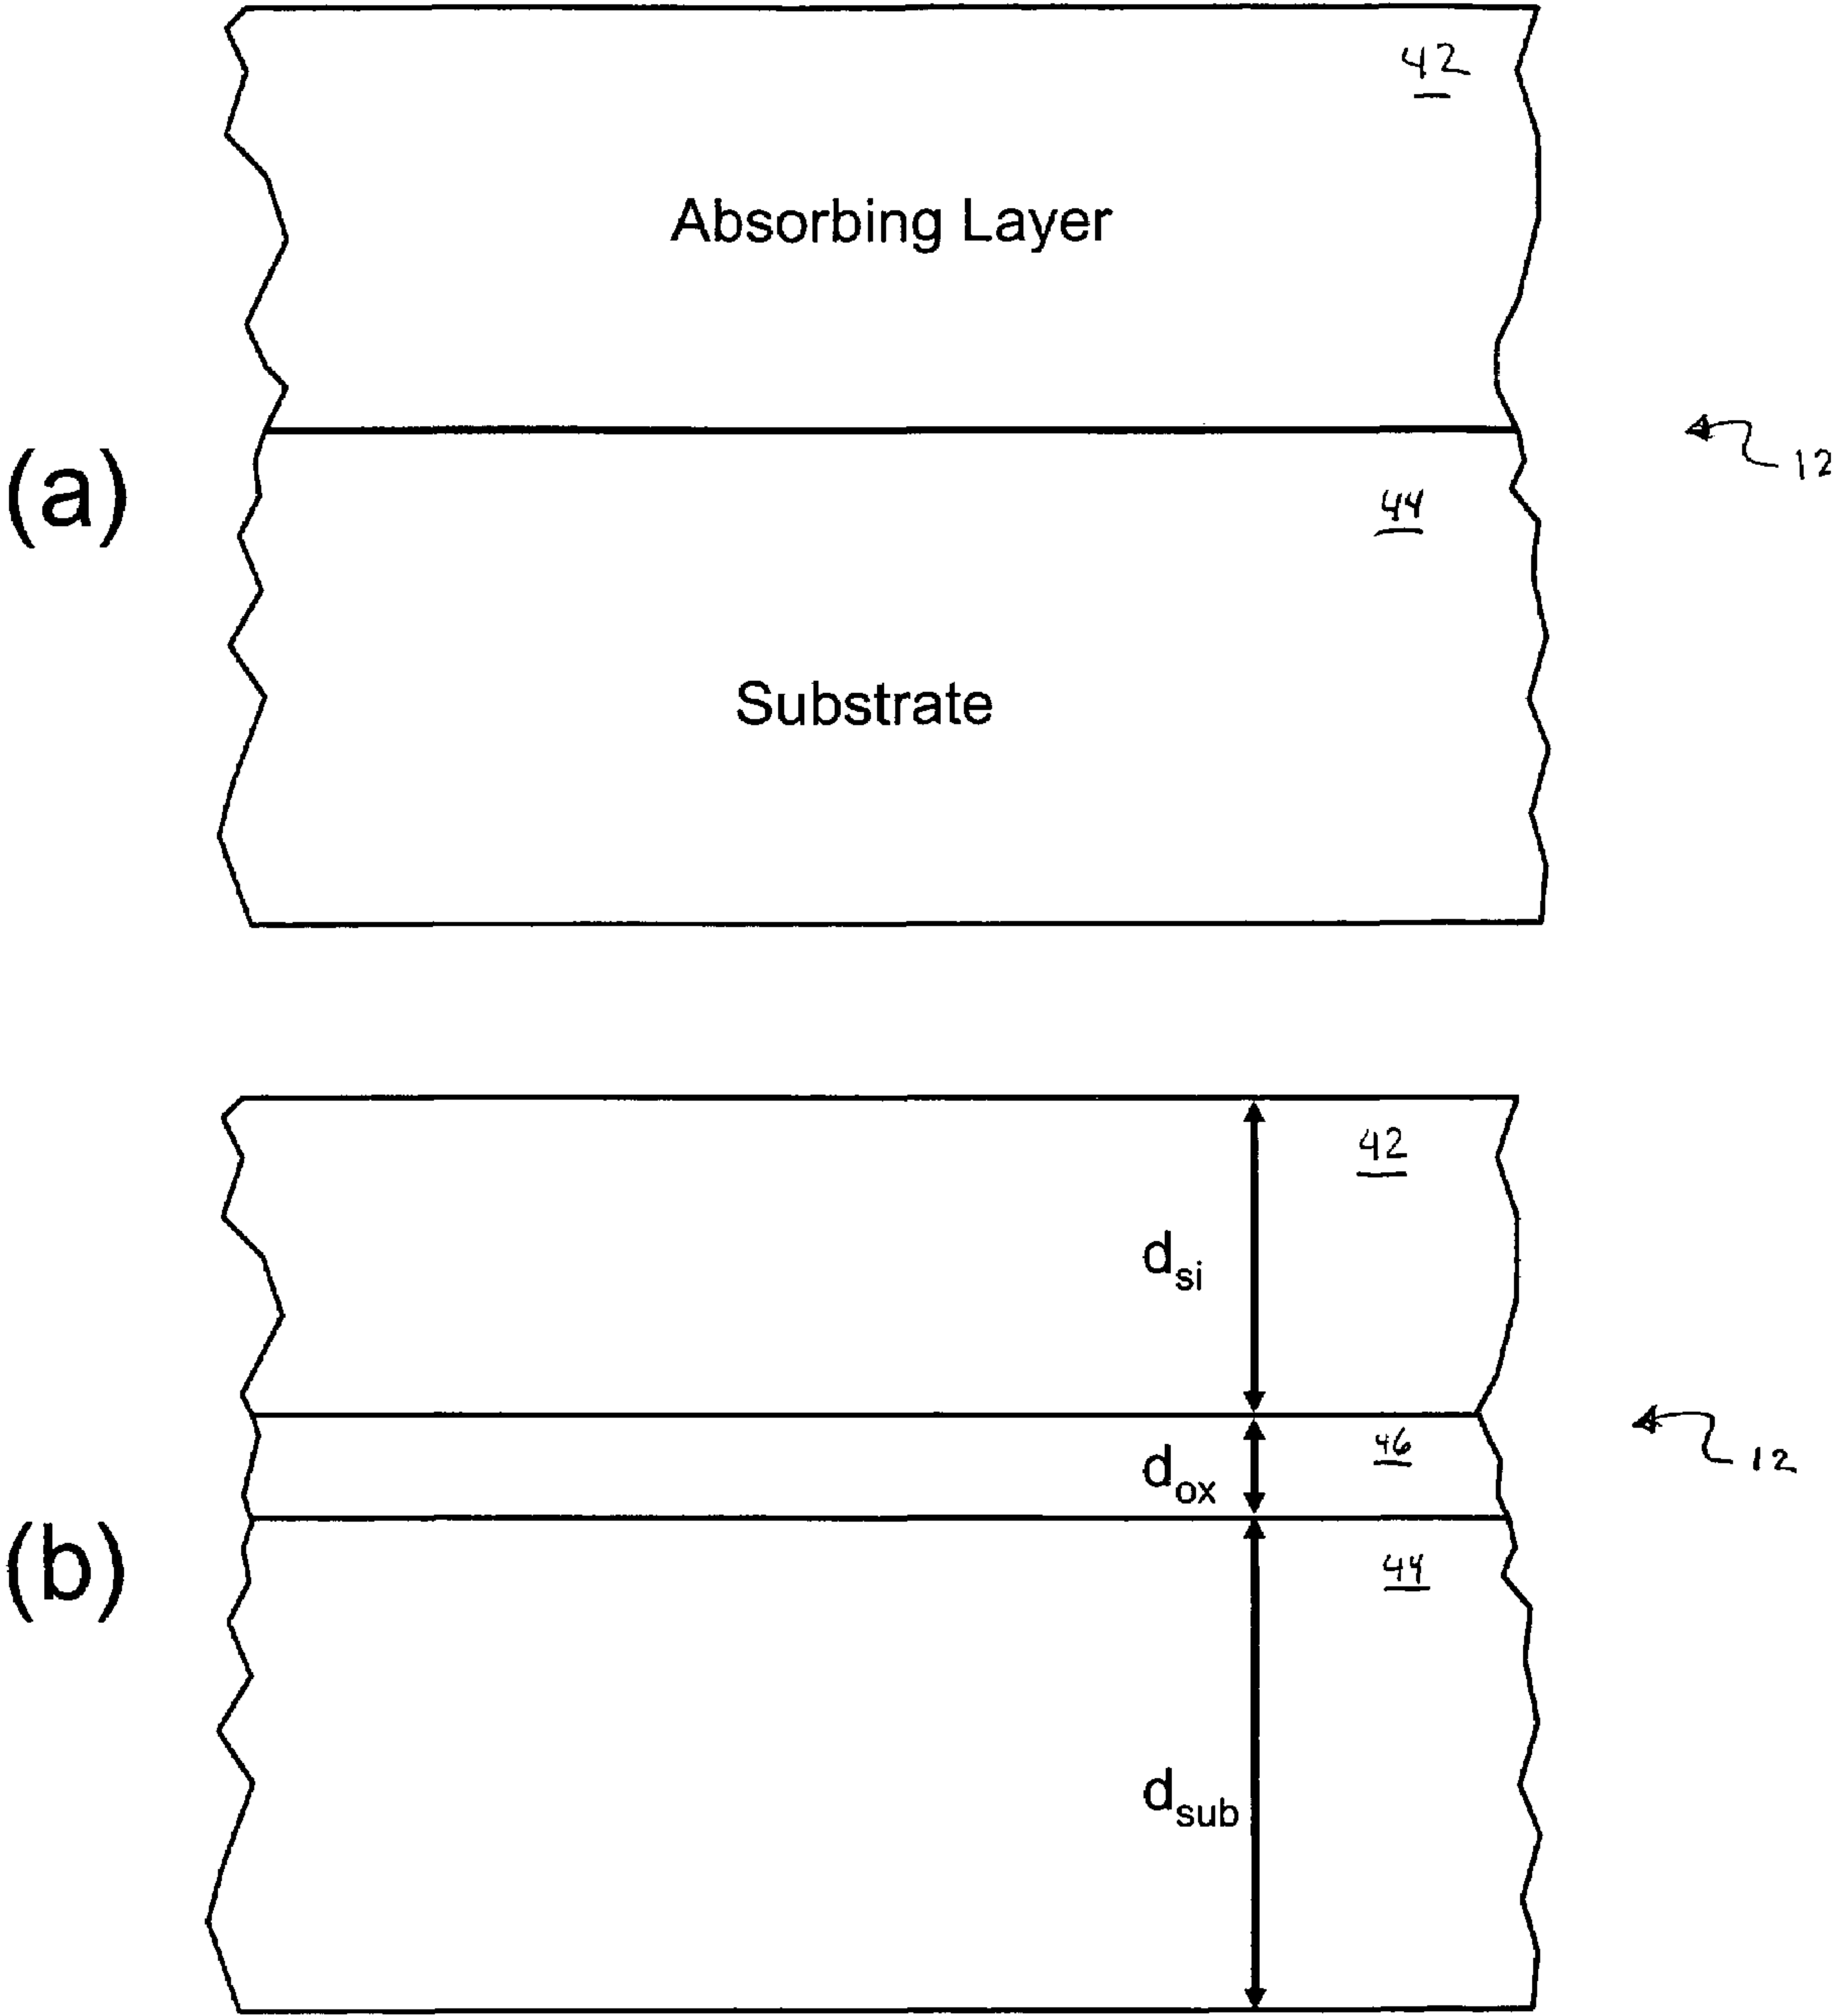 42
Absorbing Layer
12
(a)
44
Substrate
42
dsi
46
12
dox
(b)
44
dsub